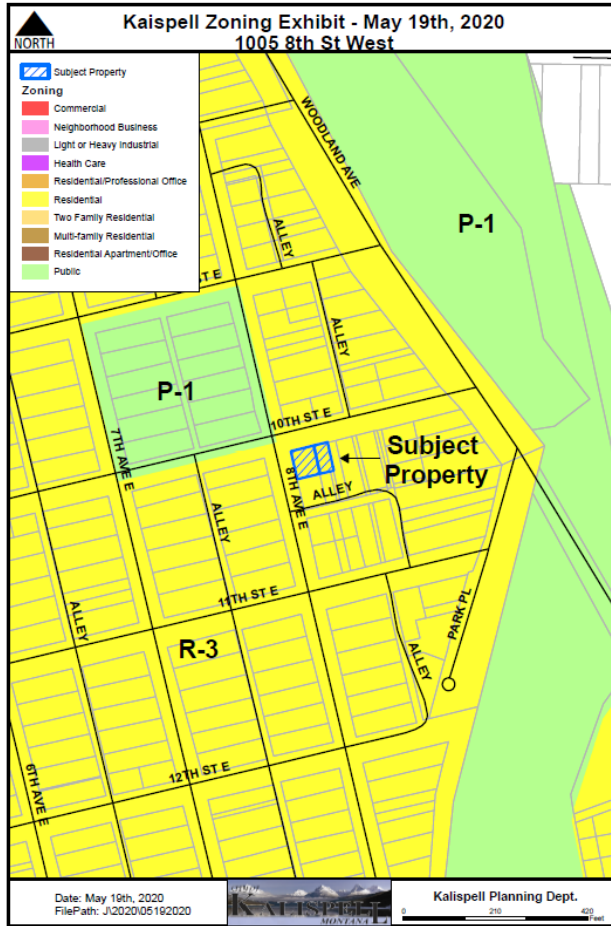 Kaispell Zoning Exhibit - May 19th, 2020
1005 8th St West
NORTH
Subject Property
Zoning
Commercial
Neighborhood Business
Light or Heavy Industrial
Health Care
Residential/Professional Office
Residential
Two Family Residential
Multi-family Residential
Residential Apartment/Office
Public
WOODLAND AVE
P-1
ALLEY
ST E
ALLEY
P-1
10TH ST E
7TH AVE E
Subject
Property
8TH AVE E
ALLEY
ALLEY
11TH ST E
ALLEY
PARK PL
R-3
ALLEY
12TH ST E
6TH AVE E
Date: May 19th, 2020
FilePath: J\2020\05192020
KALISPELL
MONTANA
Kalispell Planning Dept.
0 210 420
Feet